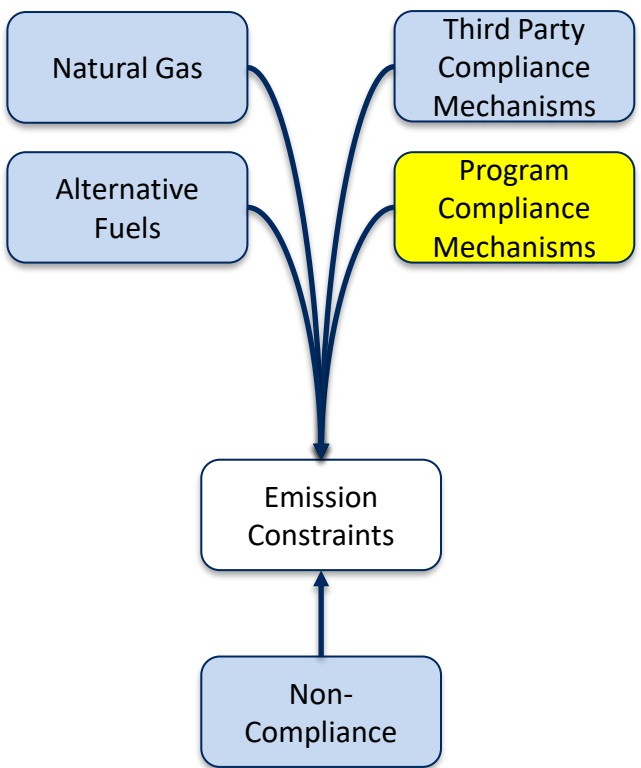 Natural Gas
Third Party
Compliance
Mechanisms
Alternative
Fuels
Program
Compliance
Mechanisms
Emission
Constraints
Non-
Compliance